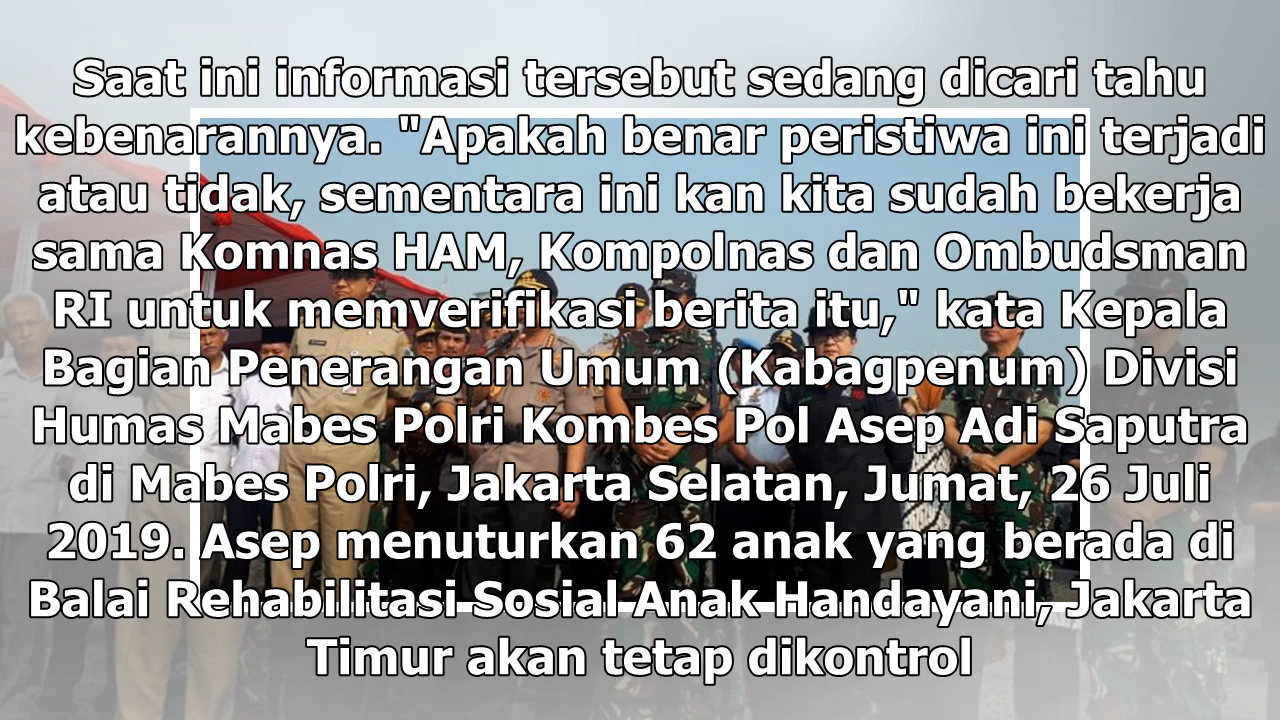 Saat ini informasi tersebut sedang dicari tahu
kebenarannya. "Apakah benar peristiwa ini terjadi
atau tidak, sementara ini kan kita sudah bekerja
sama Komnas HAM, Kompolnas dan Ombudsman
RI untuk memverifikasi berita itu," kata Kepala
Bagian Penerangan Umum (Kabagpenum) Divisi
Humas Mabes Polri Kombes Pol Asep Adi Saputra
di Mabes Polri, Jakarta Selatan, Jumat, 26 Juli
2019. Asep menuturkan 62 anak yang berada di
Balai Rehabilitasi Sosial Anak Handayani, Jakarta
Timur akan tetap dikontrol